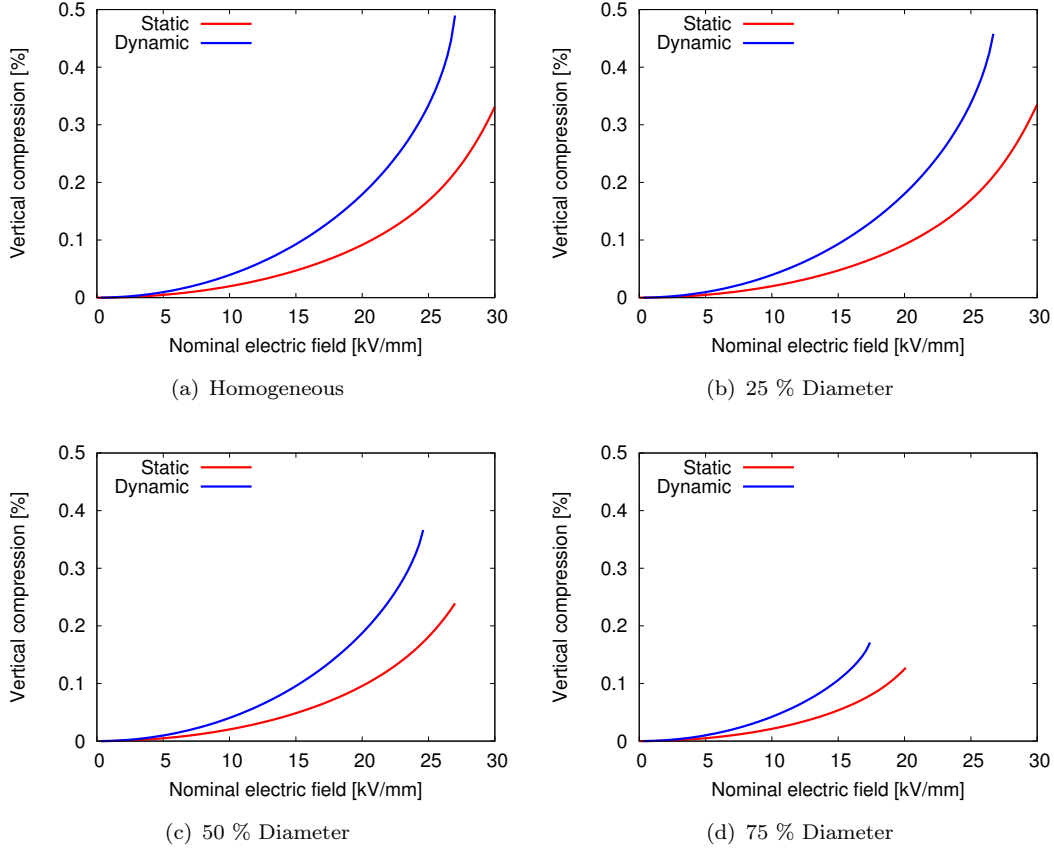 0.5
0.4
0.3
0.2
0.1
0
Vertical compression [%]
Static
Dynamic
0 5 10 15 20 25 30
Nominal electric field [kV/mm]
(a) Homogeneous
0.5
0.4
0.3
0.2
0.1
0
Vertical compression [%]
Static
Dynamic
0 5 10 15 20 25 30
Nominal electric field [kV/mm]
(b) 25 % Diameter
0.5
0.4
0.3
0.2
0.1
0
Vertical compression [%]
Static
Dynamic
0 5 10 15 20 25 30
Nominal electric field [kV/mm]
(c) 50 % Diameter
0.5
0.4
0.3
0.2
0.1
0
Vertical compression [%]
Static
Dynamic
0 5 10 15 20 25 30
Nominal electric field [kV/mm]
(d) 75 % Diameter